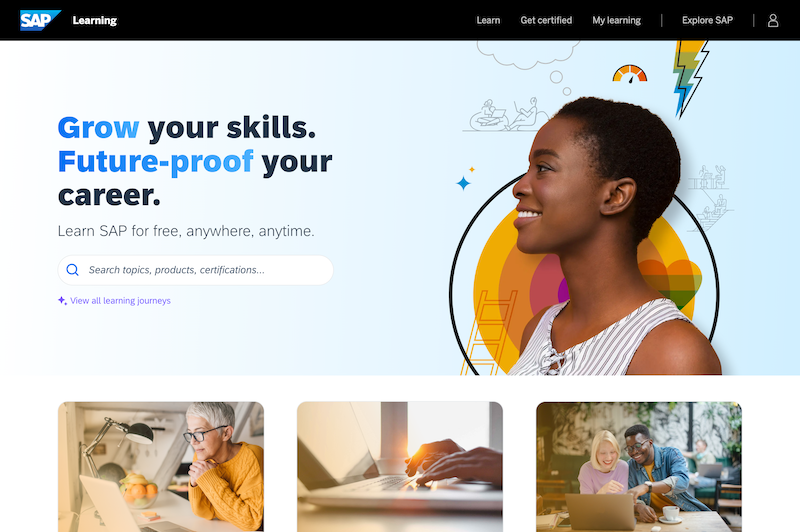 SAP Learning Learn Get certified My learning Explore SAP
Grow your skills.
Future-proof your
career.
Learn SAP for free, anywhere, anytime.
Search topics, products, certifications...
View all learning journeys